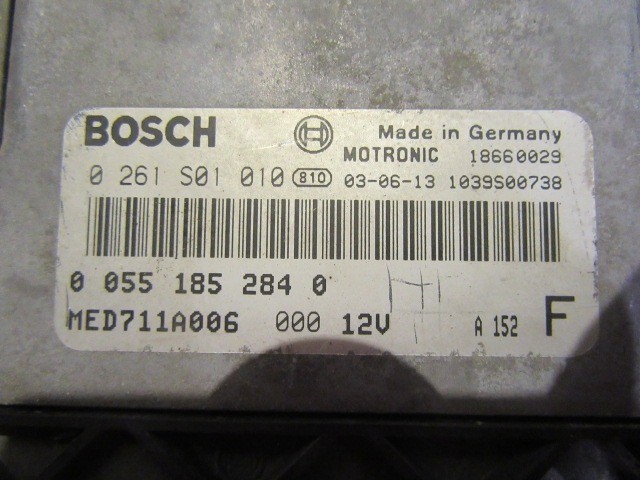 BOSCH Made in Germany
MOTRONIC 18660029
0 261 S01 010 810 03-06-13 1039S00738
0 055 185 284 0
MED711A006 000 12V A 152 F